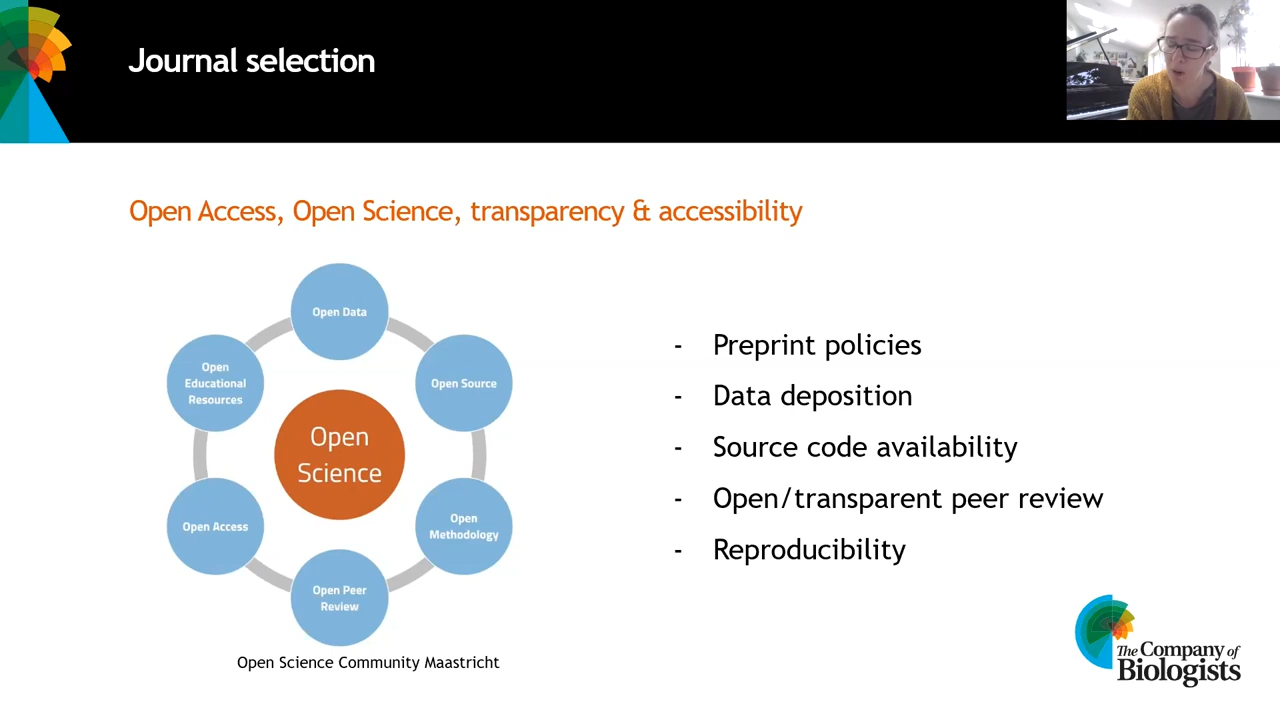 Journal selection
Open Access, Open Science, transparency & accessibility
Open Data
Open
Educational
Resources
Open Source
Open
Science
Open Access
Open
Methodology
Open Peer
Review
Open Science Community Maastricht
- Preprint policies
- Data deposition
- Source code availability
- Open/transparent peer review
- Reproducibility
The Company of
Biologists